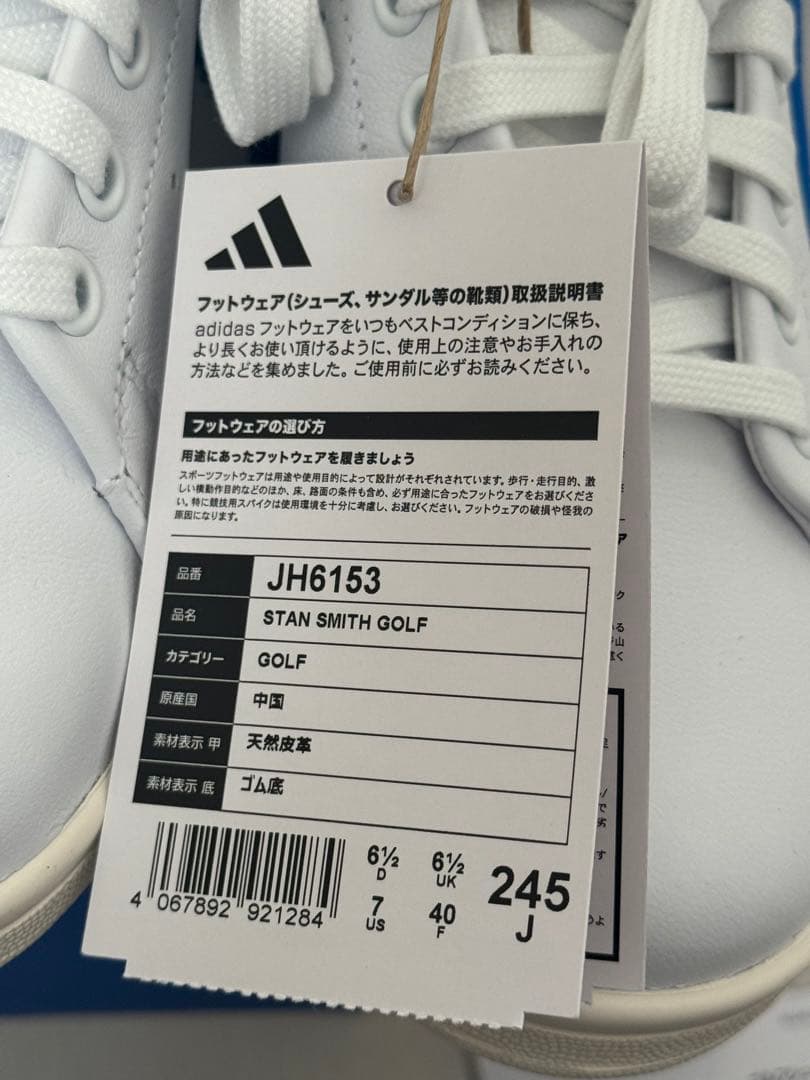 フットウェア(シューズ、サンダル等の靴類)取扱説明書
adidas フットウェアをいつもベストコンディションに保ち、
より長くお使い頂けるように、使用上の注意やお手入れの
方法などを集めました。ご使用前に必ずお読みください。
フットウェアの選び方
用途にあったフットウェアを履きましょう
スポーツフットウェアは用途や使用目的によって設計がそれぞれされています。歩行・走行目的、激
しい横動作目的などのほか、床、路面の条件も含め、必ず用途に合ったフットウェアをお選びくださ
い。特に競技用スパイクは使用環境を十分に考慮し、お選びください。フットウェアの破損や怪我の
原因になります。
品番 JH6153
品名 STAN SMITH GOLF
カテゴリー GOLF
原産国 中国
素材表示 甲 天然皮革
素材表示 底 ゴム底
6½ D 6½ UK 245 J
7 US 40 F
4 067892 921284